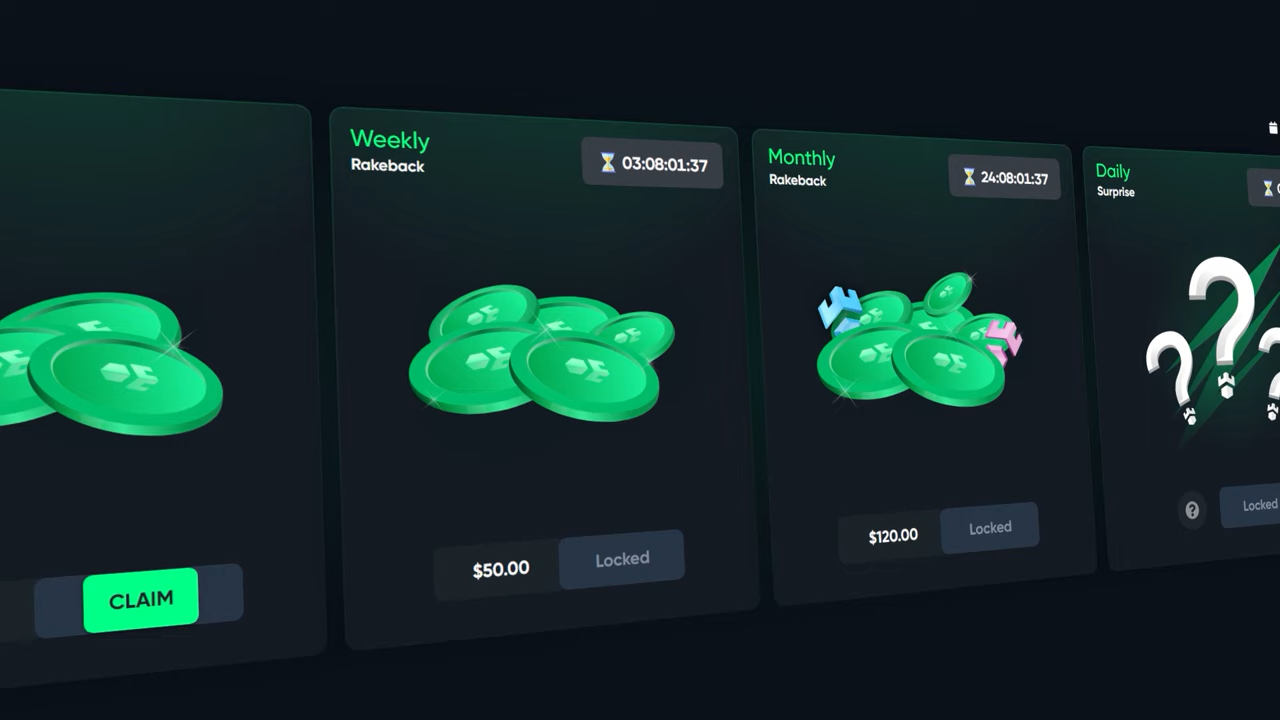 CLAIM
Weekly
Rakeback
03:08:01:37
$50.00
Locked
Monthly
Rakeback
24:08:01:37
$120.00
Locked
Daily
Surprise
?
Locked